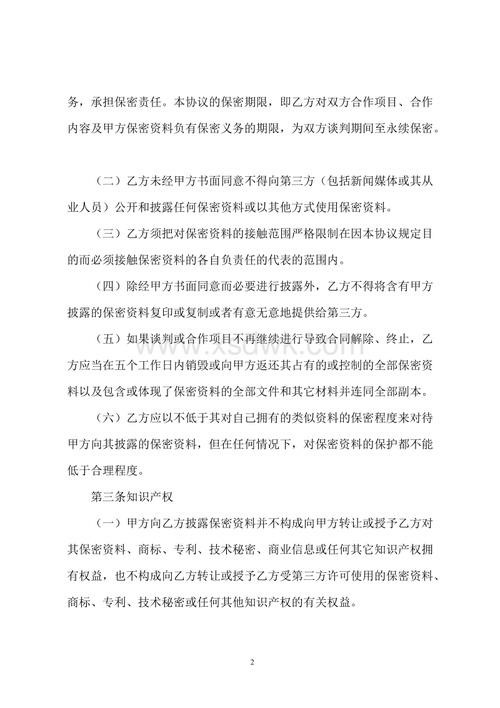 务，承担保密责任。本协议的保密期限，即乙方对双方合作项目、合作
内容及甲方保密资料负有保密义务的期限，为双方谈判期间至永续保密。
（二）乙方未经甲方书面同意不得向第三方（包括新闻媒体或其从
业人员）公开和披露任何保密资料或以其他方式使用保密资料。
（三）乙方须把对保密资料的接触范围严格限制在因本协议规定目
的而必须接触保密资料的各自负责任的代表的范围内。
（四）除经甲方书面同意而必要进行披露外，乙方不得将含有甲方
披露的保密资料复印或复制或者有意无意地提供给第三方。
（五）如果谈判或合作项目不再继续进行导致合同解除、终止，乙
方应当在五个工作日内销毁或向甲方返还其占有的或控制的全部保密资
料以及包含或体现了保密资料的全部文件和其它材料并连同全部副本。
www.xsdwk.com
（六）乙方应以不低于其对自己拥有的类似资料的保密程度来对待
甲方向其披露的保密资料，但在任何情况下，对保密资料的保护都不能
低于合理程度。
第三条知识产权
（一）甲方向乙方披露保密资料并不构成向甲方转让或授予乙方对
其保密资料、商标、专利、技术秘密、商业信息或任何其它知识产权拥
有权益，也不构成向乙方转让或授予乙方受第三方许可使用的保密资料、
商标、专利、技术秘密或任何其他知识产权的有关权益。
2